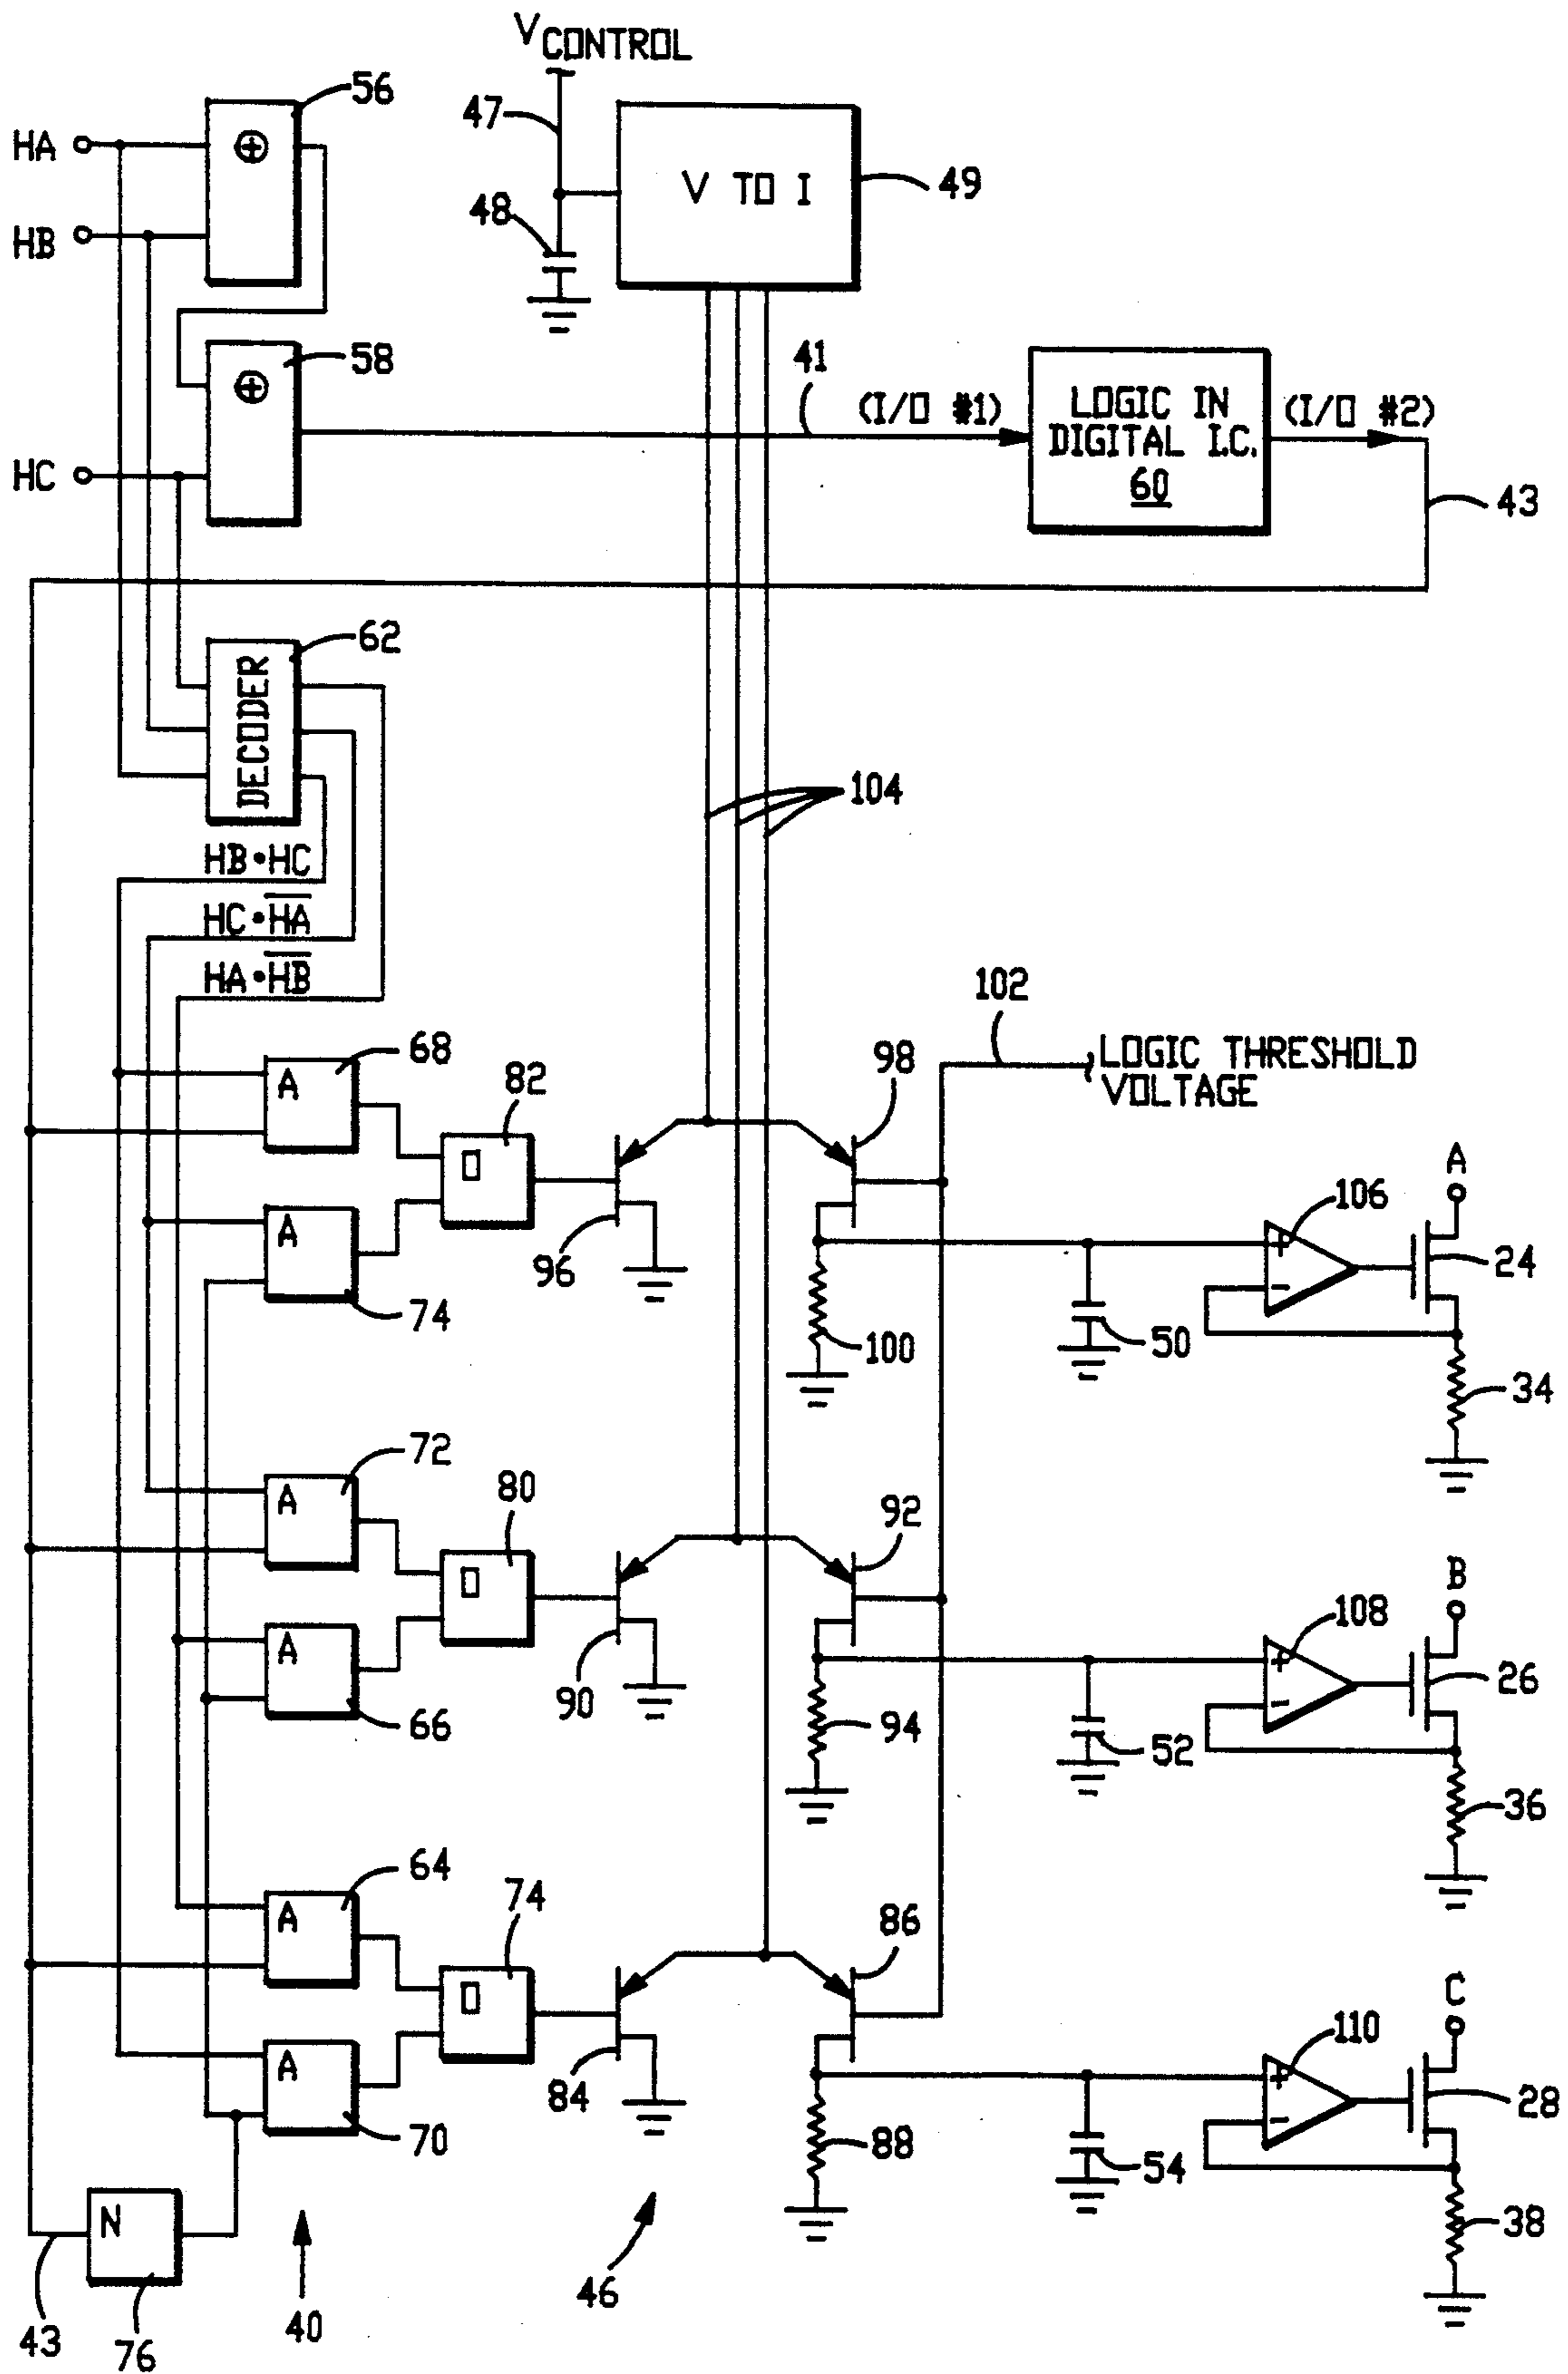 V CONTROL
56
HA
47
⊕
V TO I
49
HB
48
58
⊕
41
(I/O #1)
LOGIC IN
DIGITAL I.C.
60
(I/O #2)
HC
43
62
DECODER
104
HB•HC
HC•H̅A̅
HA•H̅B̅
102
LOGIC THRESHOLD
VOLTAGE
68
A
82
98
O
A
106
A
+
-
24
96
74
100
50
34
72
A
80
92
O
B
108
A
+
-
26
90
66
94
52
36
64
A
74
86
O
C
110
A
+
-
28
84
70
88
54
38
N
43
76
40
46